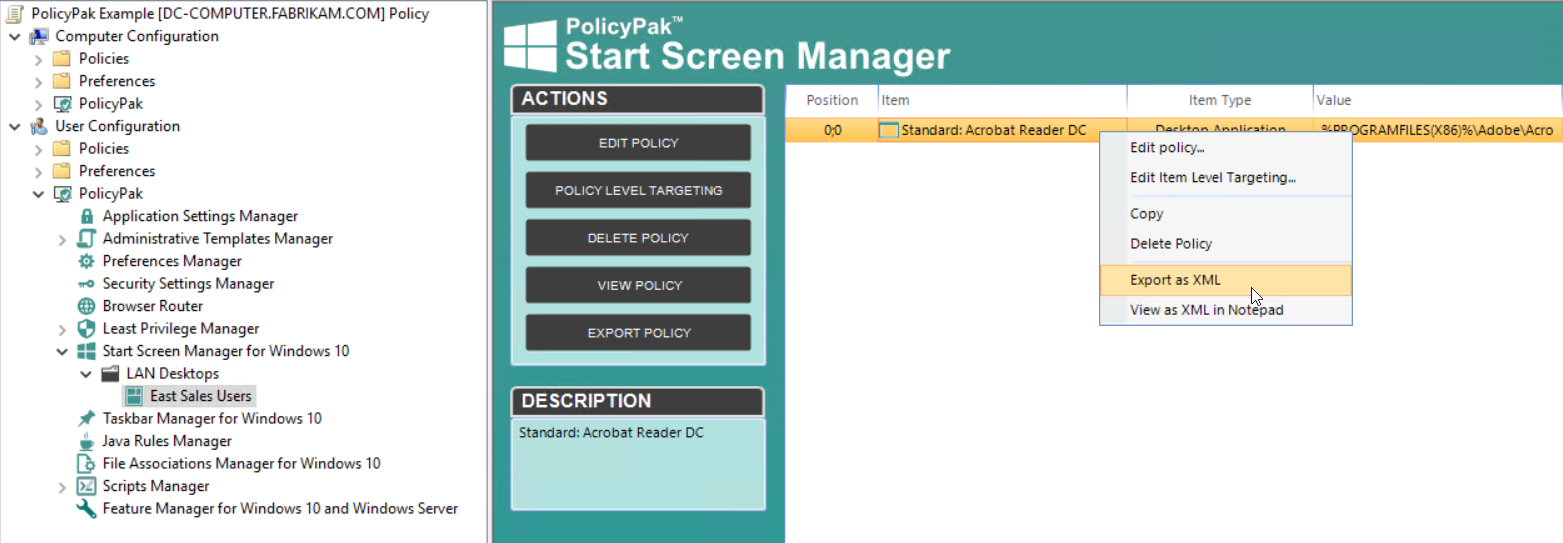 PolicyPak Example [DC-COMPUTER.FABRIKAM.COM] Policy
Computer Configuration
Policies
Preferences
PolicyPak
User Configuration
Policies
Preferences
PolicyPak
Application Settings Manager
Administrative Templates Manager
Preferences Manager
Security Settings Manager
Browser Router
Least Privilege Manager
Start Screen Manager for Windows 10
LAN Desktops
East Sales Users
Taskbar Manager for Windows 10
Java Rules Manager
File Associations Manager for Windows 10
Scripts Manager
Feature Manager for Windows 10 and Windows Server
PolicyPak™
Start Screen Manager
ACTIONS
EDIT POLICY
POLICY LEVEL TARGETING
DELETE POLICY
VIEW POLICY
EXPORT POLICY
DESCRIPTION
Standard: Acrobat Reader DC
Position Item Item Type Value
0;0 Standard: Acrobat Reader DC Desktop Application %PROGRAMFILES(X86)%\Adobe\Acro
Edit policy...
Edit Item Level Targeting...
Copy
Delete Policy
Export as XML
View as XML in Notepad